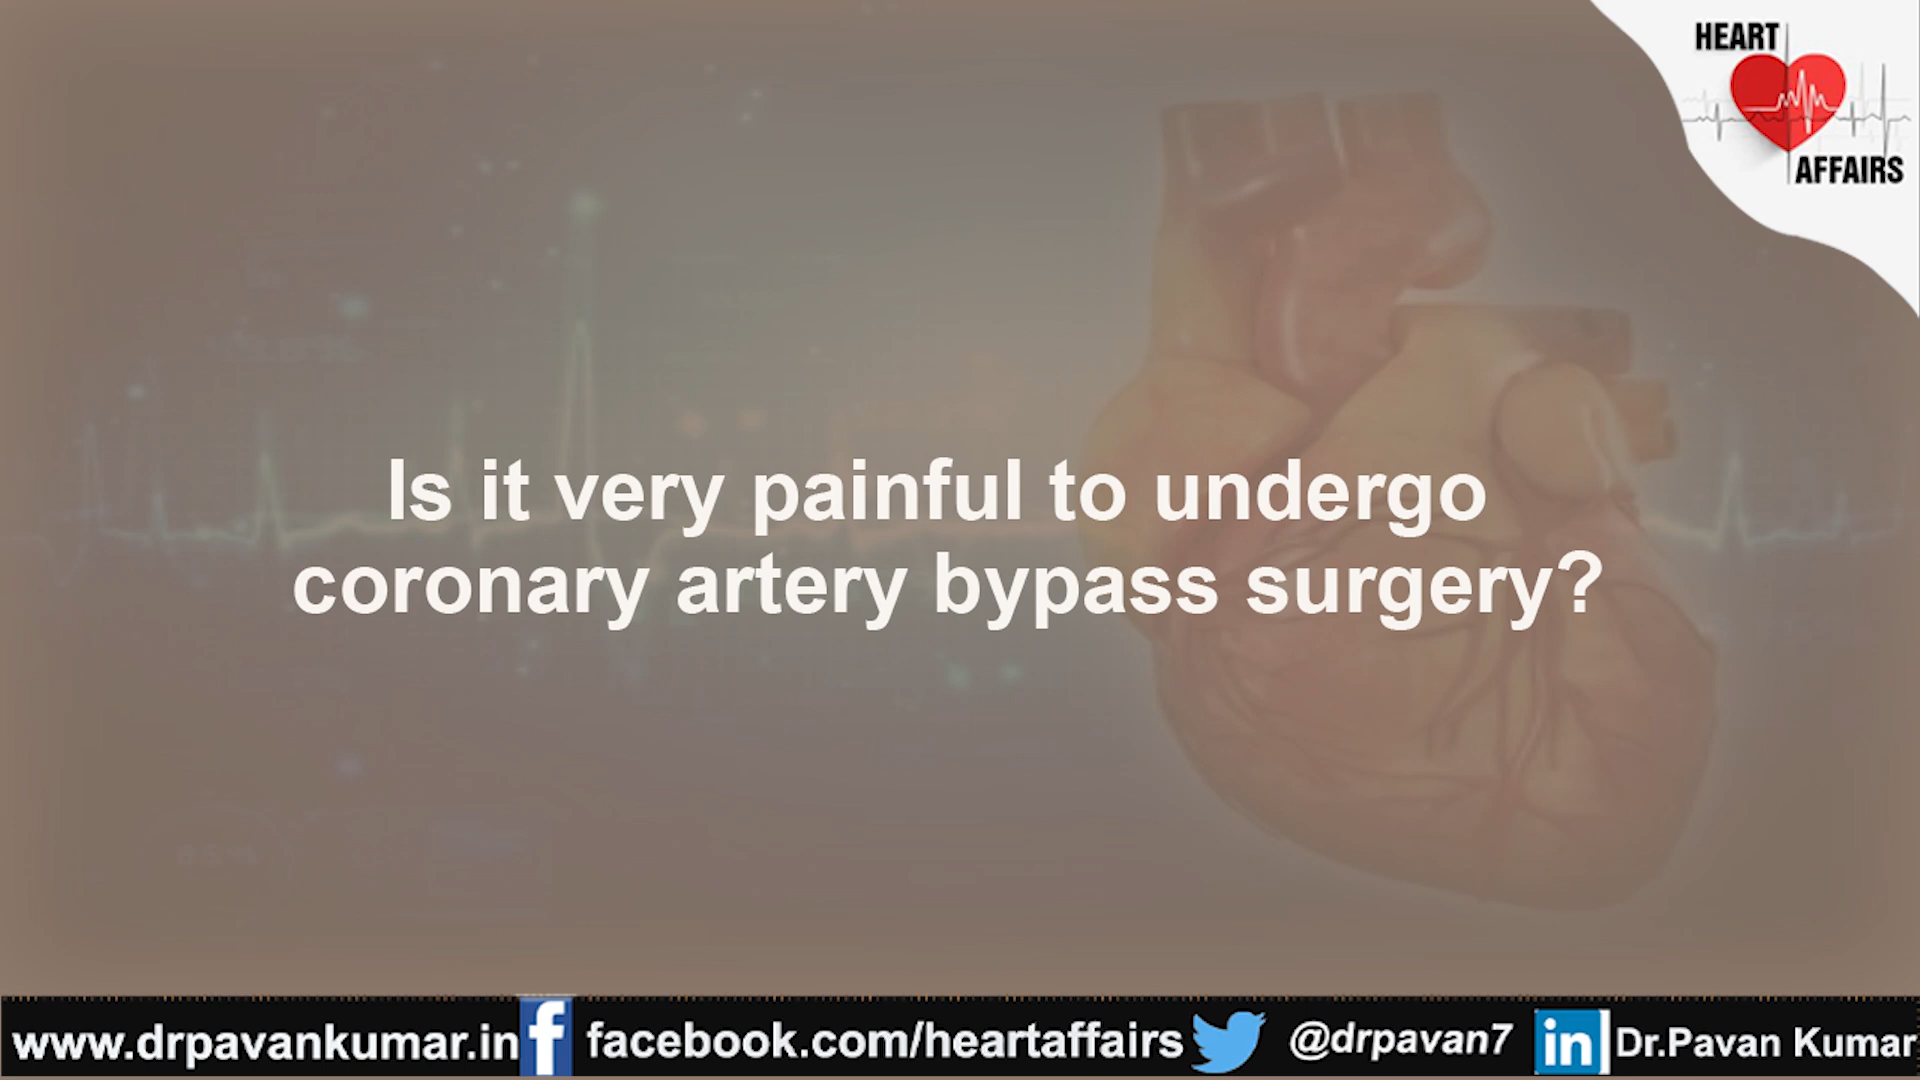 HEART
AFFAIRS
Is it very painful to undergo
coronary artery bypass surgery?
www.drpavankumar.in f facebook.com/heartaffairs @drpavan7 in Dr.Pavan Kumar